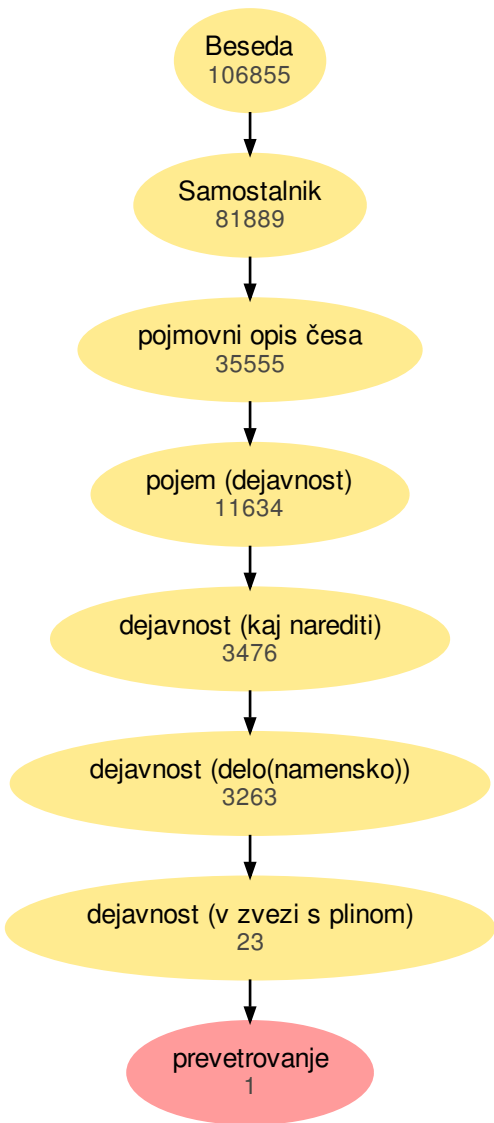 Beseda
106855
Samostalnik
81889
pojmovni opis česa
35555
pojem (dejavnost)
11634
dejavnost (kaj narediti)
3476
dejavnost (delo(namensko))
3263
dejavnost (v zvezi s plinom)
23
prevetrovanje
1